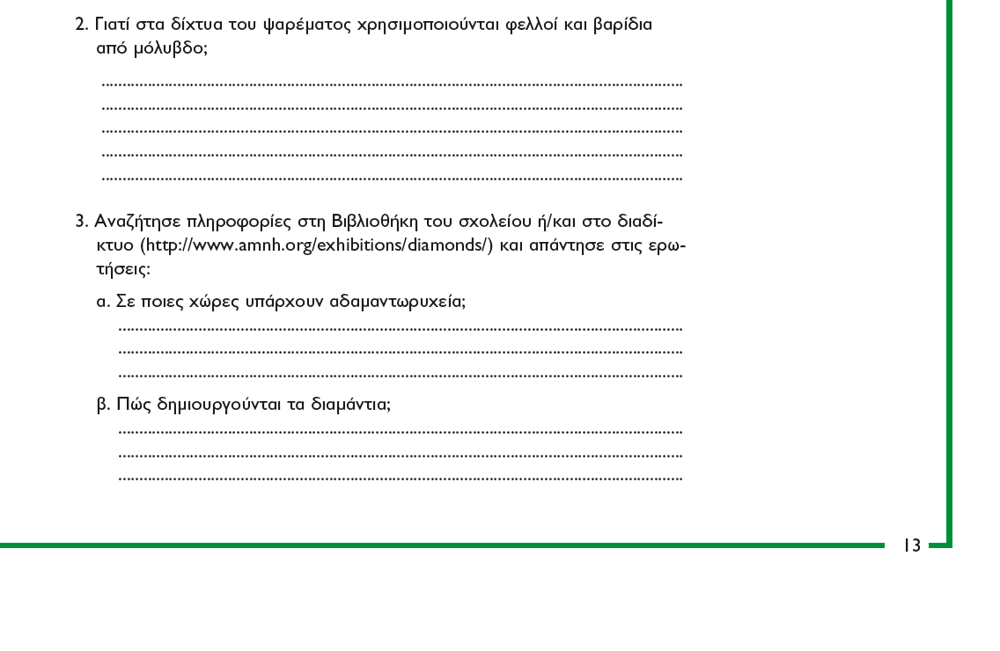 2. Γιατί στα δίχτυα του ψαρέματος χρησιμοποιούνται φελλοί και βαρίδια
από μόλυβδο;
3. Αναζήτησε πληροφορίες στη Βιβλιοθήκη του σχολείου ή/και στο διαδί-
κτυο (http://www.amnh.org/exhibitions/diamonds/) και απάντησε στις ερω-
τήσεις:
α. Σε ποιες χώρες υπάρχουν αδαμαντωρυχεία;
β. Πώς δημιουργούνται τα διαμάντια;
13